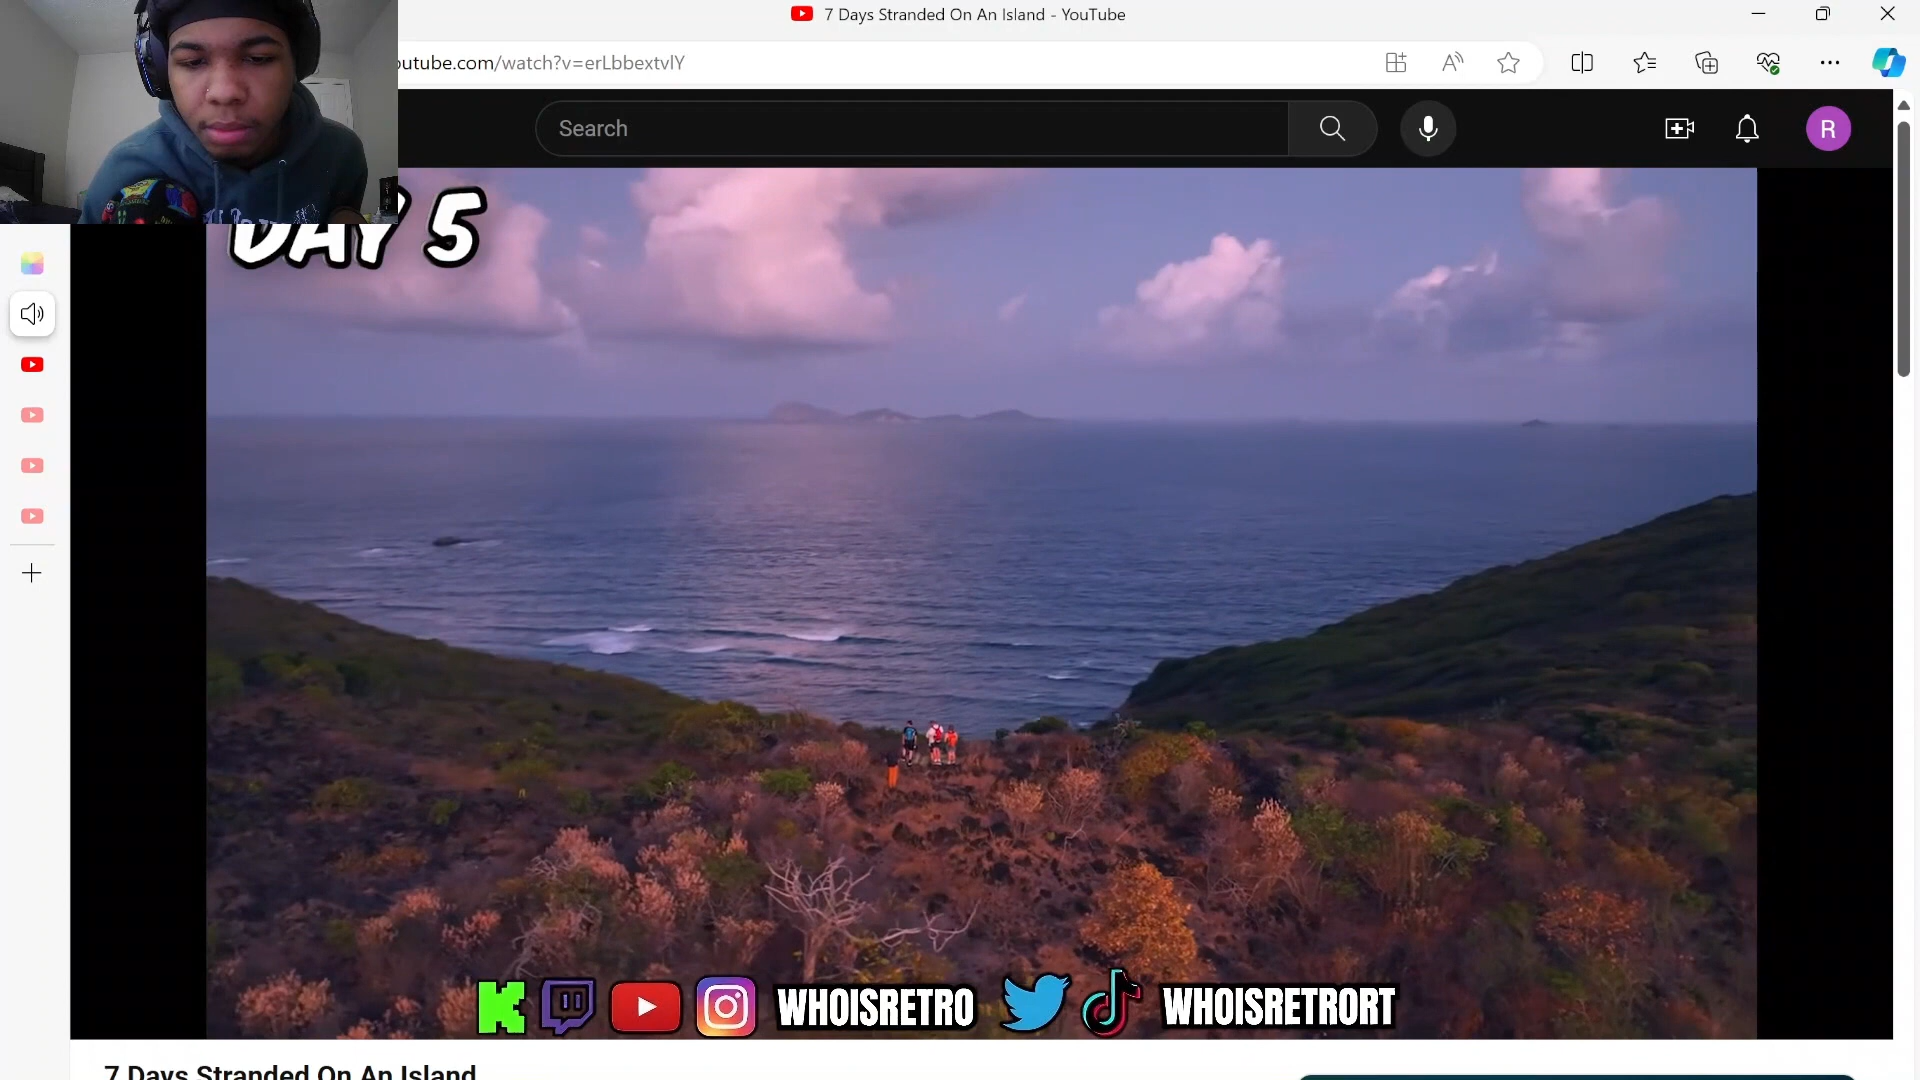 7 Days Stranded On An Island - YouTube
outube.com/watch?v=erLbbextvlY
Search
R
DAY 5
WHOISRETRO
WHOISRETRORT
7 Days Stranded On An Island